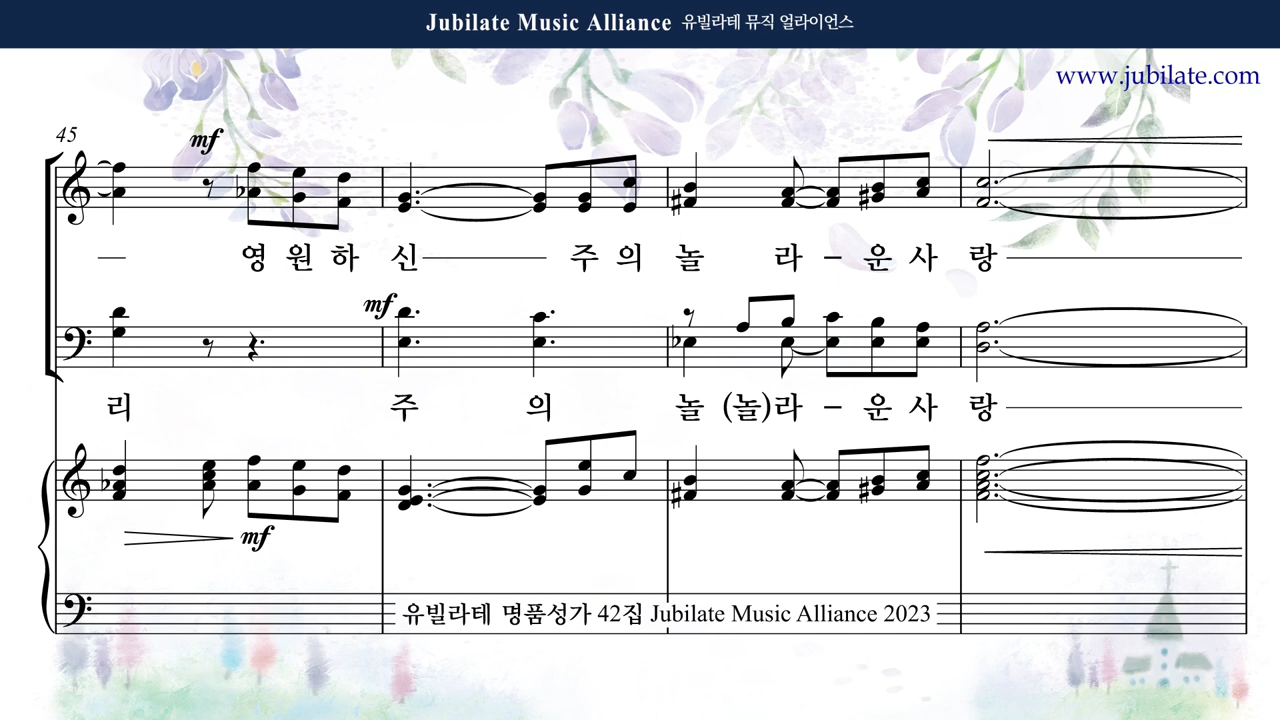 Jubilate Music Alliance 유빌라테 뮤직 얼라이언스
www.jubilate.com
45
mf
영 원 하 신 주 의 놀 라 - 운 사 랑
mf
리 주 의 놀 (놀)라 - 운 사 랑
mf
유빌라테 명품성가 42집 Jubilate Music Alliance 2023